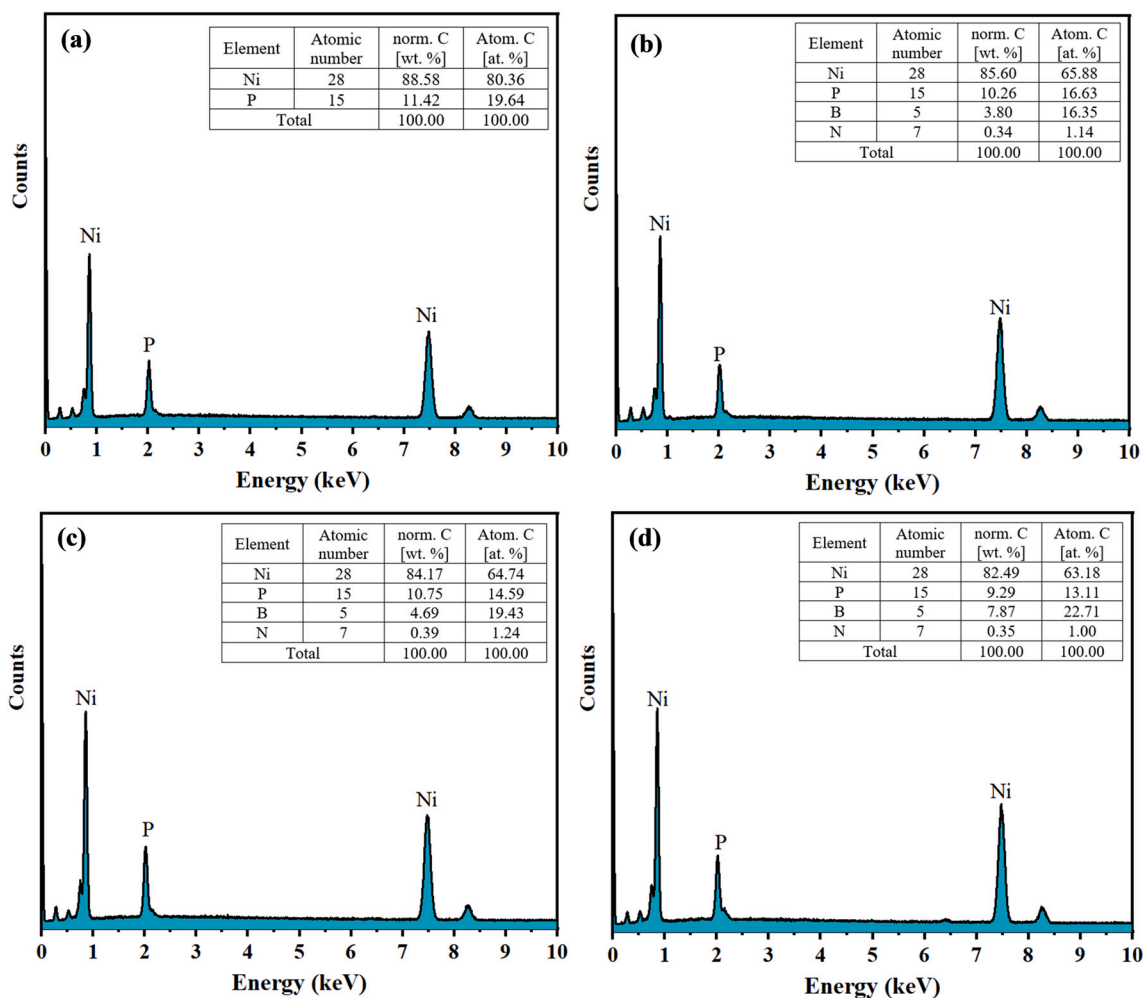 (a)
Element Atomic number norm. C [wt. %] Atom. C [at. %]
Ni 28 88.58 80.36
P 15 11.42 19.64
Total 100.00 100.00
Counts
Ni
P
Ni
0 1 2 3 4 5 6 7 8 9 10
Energy (keV)
(b)
Element Atomic number norm. C [wt. %] Atom. C [at. %]
Ni 28 85.60 65.88
P 15 10.26 16.63
B 5 3.80 16.35
N 7 0.34 1.14
Total 100.00 100.00
Counts
Ni
P
Ni
0 1 2 3 4 5 6 7 8 9 10
Energy (keV)
(c)
Element Atomic number norm. C [wt. %] Atom. C [at. %]
Ni 28 84.17 64.74
P 15 10.75 14.59
B 5 4.69 19.43
N 7 0.39 1.24
Total 100.00 100.00
Counts
Ni
P
Ni
0 1 2 3 4 5 6 7 8 9 10
Energy (keV)
(d)
Element Atomic number norm. C [wt. %] Atom. C [at. %]
Ni 28 82.49 63.18
P 15 9.29 13.11
B 5 7.87 22.71
N 7 0.35 1.00
Total 100.00 100.00
Counts
Ni
P
Ni
0 1 2 3 4 5 6 7 8 9 10
Energy (keV)